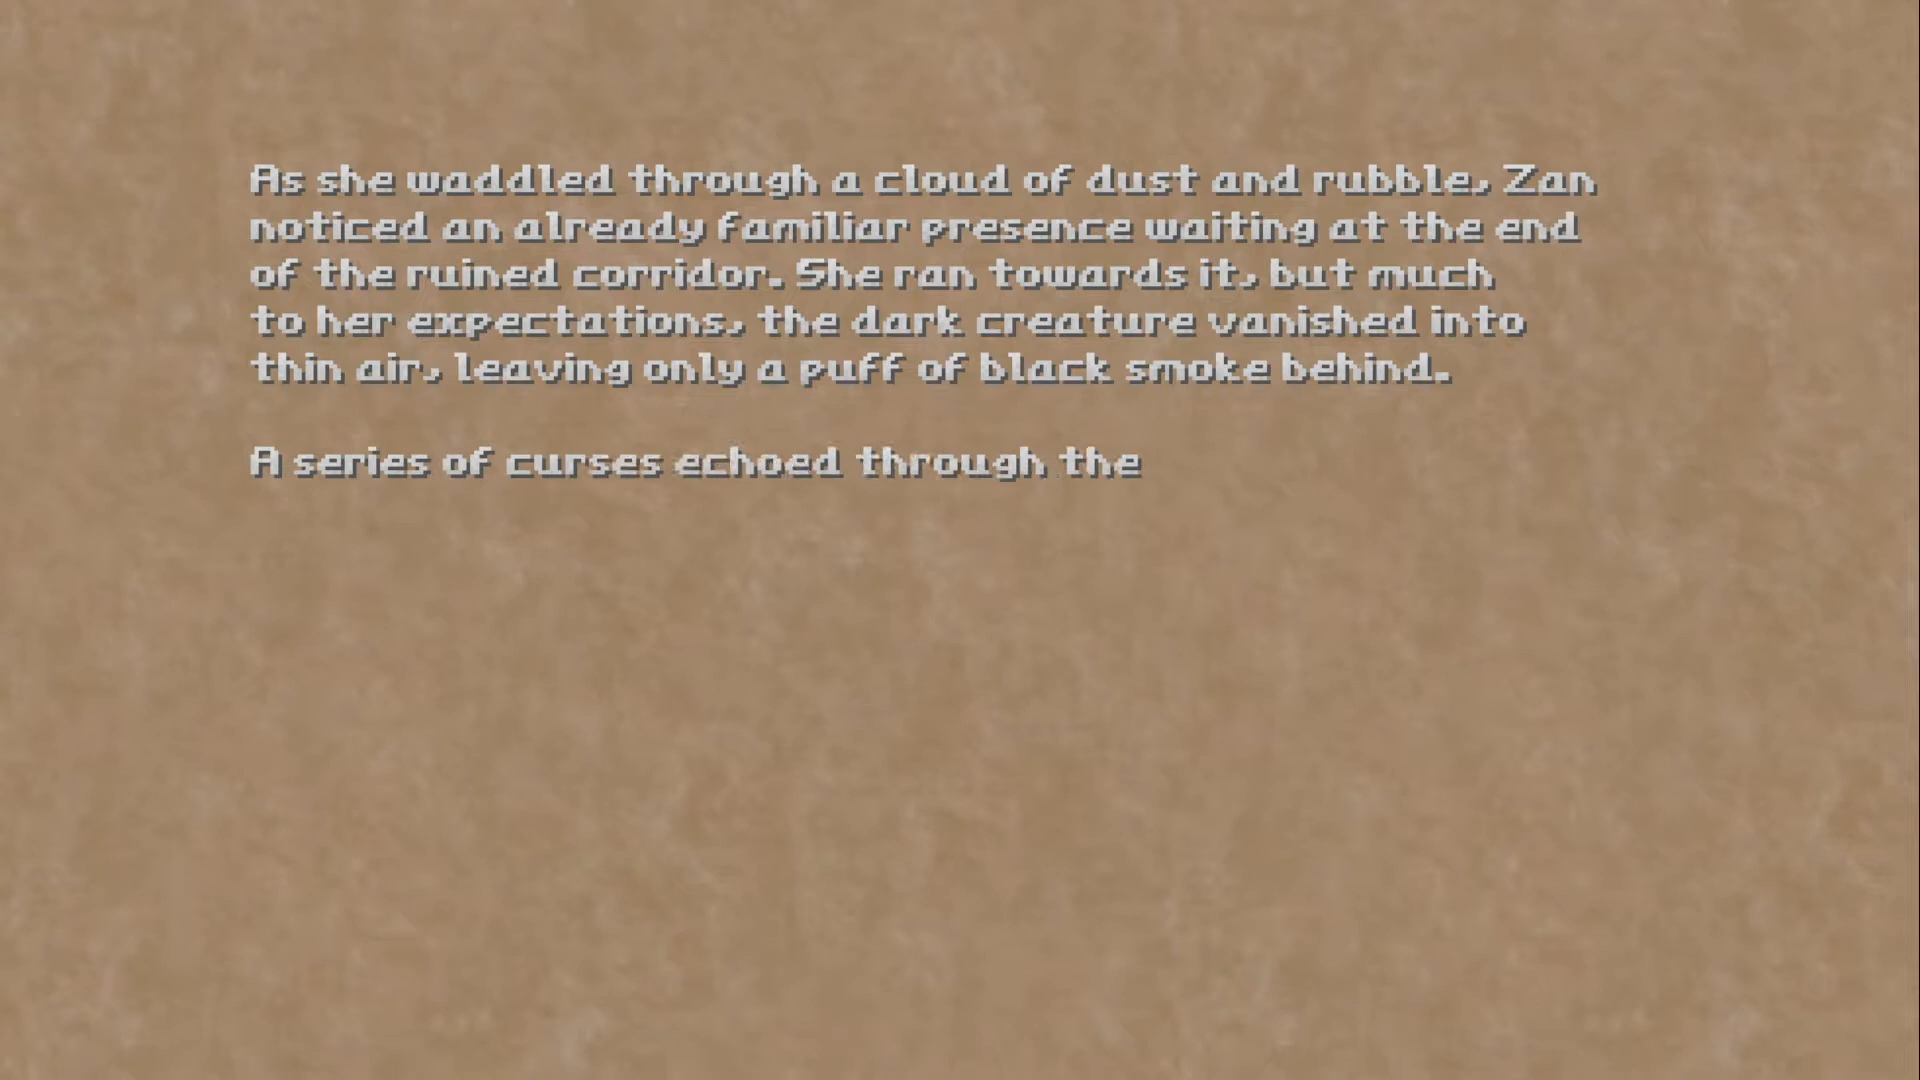 As she waddled through a cloud of dust and rubble, Zan
noticed an already familiar presence waiting at the end
of the ruined corridor. She ran towards it, but much
to her expectations, the dark creature vanished into
thin air, leaving only a puff of black smoke behind.
A series of curses echoed through the